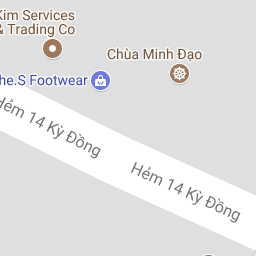 Kim Services
& Trading Co
Chùa Minh Đạo
he.S Footwear
Hẻm 14 Kỳ Đồng
Hẻm 14 Kỳ Đồng